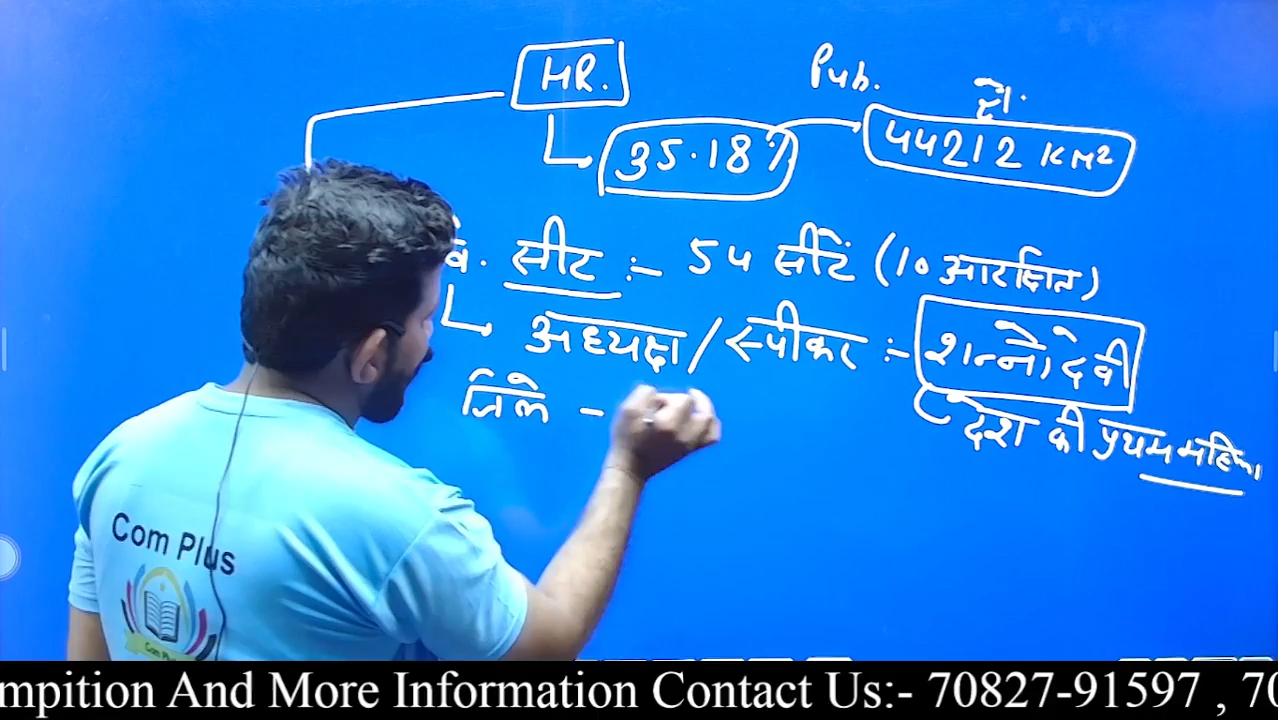 HR.
Pub.
क्षे.
35.18%
44212 KM²
वि. सीट :- 54 सीटें (10 आरक्षित)
अध्यक्ष/स्पीकर :- शन्नो देवी
जिले -
देश की प्रथम महिला
Com Plus
mpition And More Information Contact Us:- 70827-91597 , 70